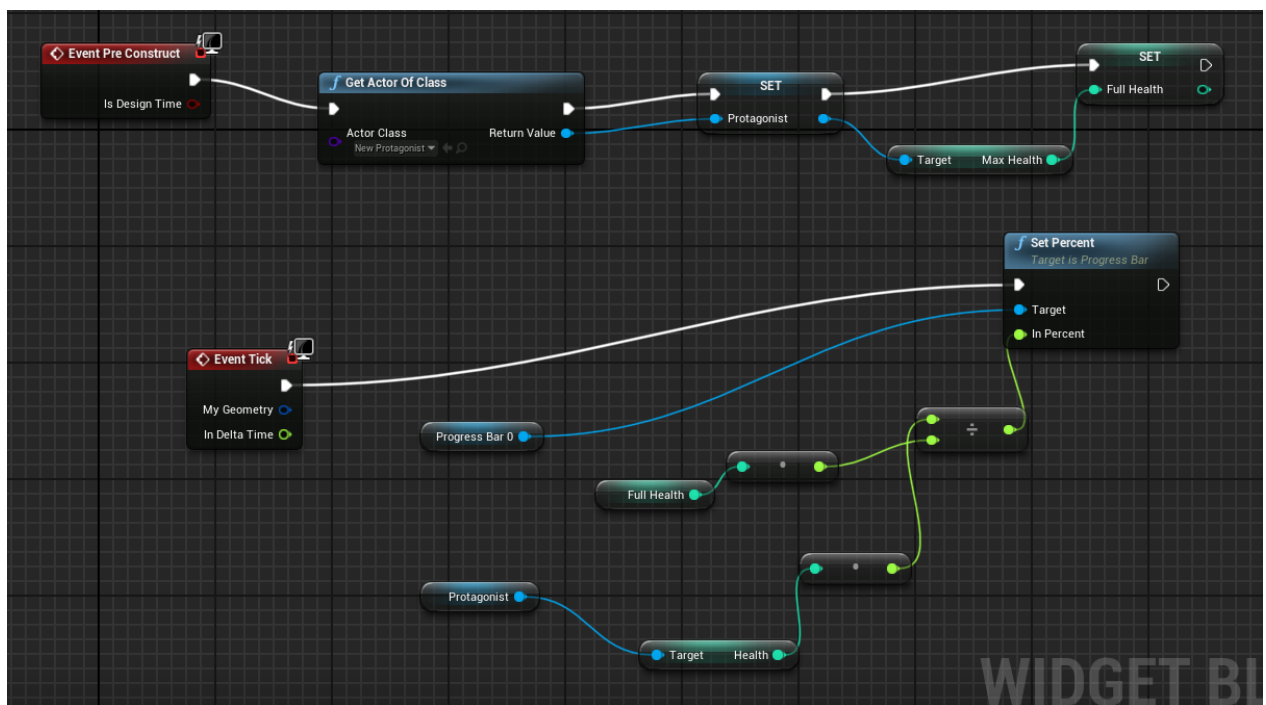 Event Pre Construct
Is Design Time
f Get Actor Of Class
Actor Class
New Protagonist
Return Value
SET
Protagonist
SET
Full Health
Target Max Health
f Set Percent
Target is Progress Bar
Target
In Percent
Event Tick
My Geometry
In Delta Time
Progress Bar 0
÷
Full Health
Protagonist
Target Health
WIDGET BL